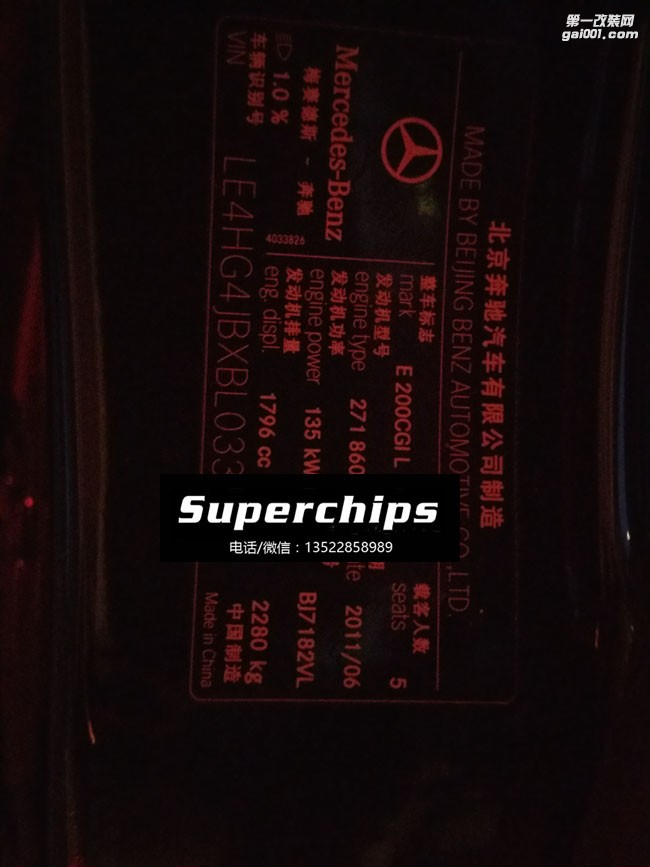 第一改装网
gai001.com
北京奔驰汽车有限公司制造
MADE BY BEIJING BENZ AUTOMOTIVE CO.,LTD.
Mercedes-Benz
梅赛德斯 - 奔驰
1.0 %
4033826
整车标志
mark E 200CGI L
载客人数
seats 5
发动机型号
engine type 271 860
2011/06
发动机功率
engine power 135 kW
BJ7182VL
发动机排量
eng. displ. 1796 cc
2280 kg
车辆识别号
VIN LE4HG4JBXBL033
中国制造
Made in China
Superchips
电话/微信：13522858989